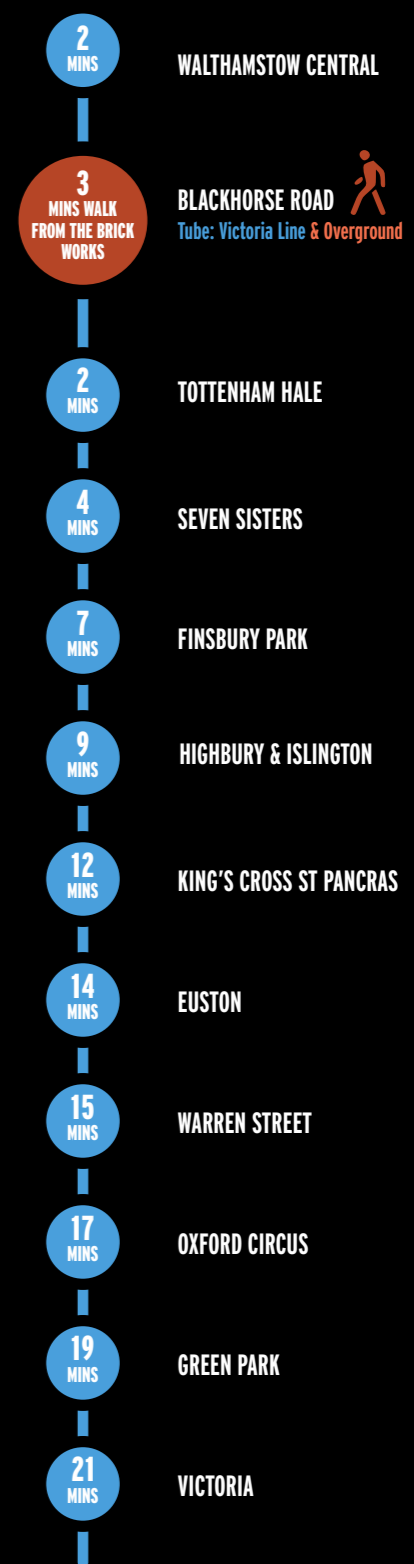 2
MINS
WALTHAMSTOW CENTRAL
3
MINS WALK
FROM THE BRICK
WORKS
BLACKHORSE ROAD
Tube: Victoria Line & Overground
2
MINS
TOTTENHAM HALE
4
MINS
SEVEN SISTERS
7
MINS
FINSBURY PARK
9
MINS
HIGHBURY & ISLINGTON
12
MINS
KING'S CROSS ST PANCRAS
14
MINS
EUSTON
15
MINS
WARREN STREET
17
MINS
OXFORD CIRCUS
19
MINS
GREEN PARK
21
MINS
VICTORIA